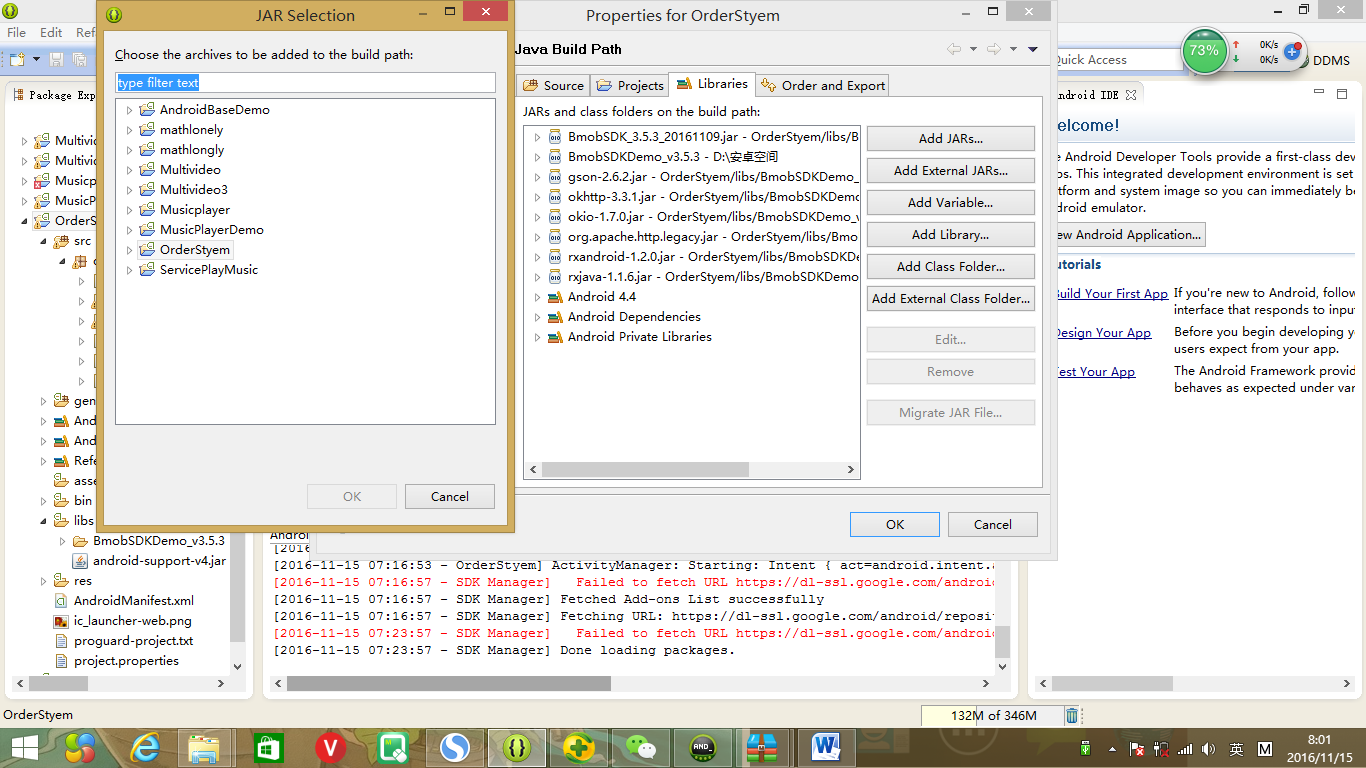 JAR Selection
Choose the archives to be added to the build path:
type filter text
AndroidBaseDemo
mathlonely
mathlongly
Multivideo
Multivideo3
Musicplayer
MusicPlayerDemo
OrderStyem
ServicePlayMusic
OK
Cancel
Properties for OrderStyem
Java Build Path
Source
Projects
Libraries
Order and Export
JARs and class folders on the build path:
BmobSDK_3.5.3_20161109.jar - OrderStyem/libs/B
BmobSDKDemo_v3.5.3 - D:\安卓空间
gson-2.6.2.jar - OrderStyem/libs/BmobSDKDemo_
okhttp-3.3.1.jar - OrderStyem/libs/BmobSDKDemo
okio-1.7.0.jar - OrderStyem/libs/BmobSDKDemo_v
org.apache.http.legacy.jar - OrderStyem/libs/Bmo
rxandroid-1.2.0.jar - OrderStyem/libs/BmobSDKD
rxjava-1.1.6.jar - OrderStyem/libs/BmobSDKDemo
Android 4.4
Android Dependencies
Android Private Libraries
Add JARs...
Add External JARs...
Add Variable...
Add Library...
Add Class Folder...
Add External Class Folder...
Edit...
Remove
Migrate JAR File...
OK
Cancel
File Edit Ref
Package Exp
Multivid
Multivid
Musicp
MusicP
OrderS
src
gen
And
And
Refe
asse
bin
libs
BmobSDKDemo_v3.5.3
android-support-v4.jar
res
AndroidManifest.xml
ic_launcher-web.png
proguard-project.txt
project.properties
73%
0K/s
0K/s
Quick Access
DDMS
ndroid IDE
elcome!
e Android Developer Tools provide a first-class dev
os. This integrated development environment is set
tform and system image so you can immediately be
droid emulator.
ew Android Application...
utorials
Build Your First App
If you're new to Android, follow
interface that responds to input
Design Your App
Before you begin developing y
users expect from your app.
Test Your App
The Android Framework provid
behaves as expected under var
Androi
[2016
[2016-11-15 07:16:53 - OrderStyem] ActivityManager: Starting: Intent { act=android.intent.a
[2016-11-15 07:16:57 - SDK Manager] Failed to fetch URL https://dl-ssl.google.com/android
[2016-11-15 07:16:57 - SDK Manager] Fetched Add-ons List successfully
[2016-11-15 07:16:57 - SDK Manager] Fetching URL: https://dl-ssl.google.com/android/reposit
[2016-11-15 07:23:57 - SDK Manager] Failed to fetch URL https://dl-ssl.google.com/android
[2016-11-15 07:23:57 - SDK Manager] Done loading packages.
OrderStyem
132M of 346M
英
M
8:01
2016/11/15